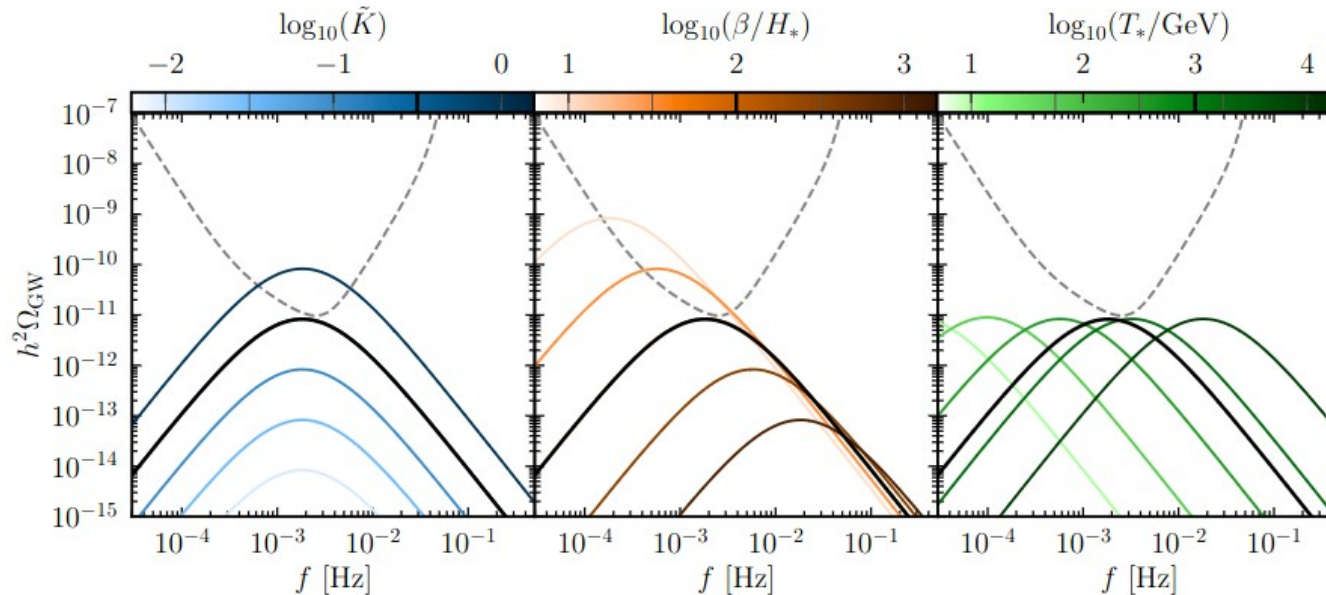 log₁₀(K̃) log₁₀(β/H∗) log₁₀(T∗/GeV)
−2 −1 0 1 2 3 1 2 3 4
10⁻⁷
10⁻⁸
10⁻⁹
10⁻¹⁰
10⁻¹¹
10⁻¹²
10⁻¹³
10⁻¹⁴
10⁻¹⁵
h²Ω_GW
10⁻⁴ 10⁻³ 10⁻² 10⁻¹ 10⁻⁴ 10⁻³ 10⁻² 10⁻¹ 10⁻⁴ 10⁻³ 10⁻² 10⁻¹
f [Hz] f [Hz] f [Hz]